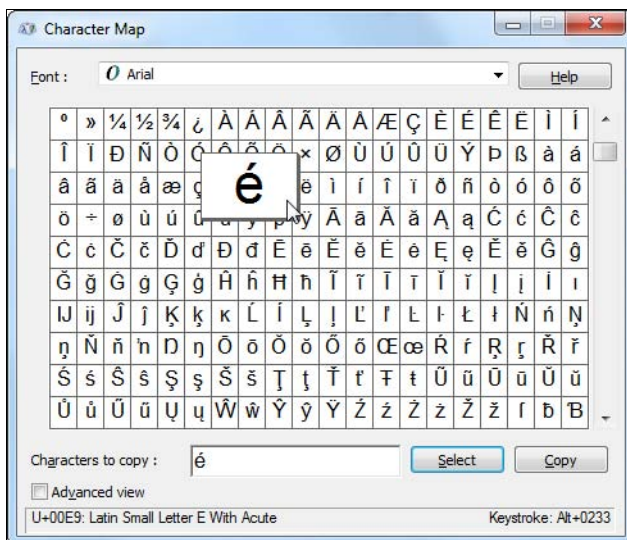 Character Map
Font : O Arial Help
º » ¼ ½ ¾ ¿ À Á Â Ã Ä Å Æ Ç È É Ê Ë Ì Í
Î Ï Ð Ñ Ò Ó Ô Õ Ö × Ø Ù Ú Û Ü Ý Þ ß à á
â ã ä å æ ç é ë ì í î ï ð ñ ò ó ô õ
ö ÷ ø ù ú û ÿ Ā ā Ă ă Ą ą Ć ć Ĉ ĉ
Ċ ċ Č č Ď ď Đ đ Ē ē Ĕ ĕ Ė ė Ę ę Ě ě Ĝ ĝ
Ğ ğ Ġ ġ Ģ ģ Ĥ ĥ Ħ ħ Ĩ ĩ Ī ī Ĭ ĭ Į į İ ı
Ĳ ĳ Ĵ ĵ Ķ ķ ĸ Ĺ ĺ Ļ ļ Ľ ľ Ŀ ŀ Ł ł Ń ń Ņ
ņ Ň ň ŉ Ŋ ŋ Ō ō Ŏ ŏ Ő ő Œ œ Ŕ ŕ Ŗ ŗ Ř ř
Ś ś Ŝ ŝ Ş ş Š š Ţ ţ Ť ť Ŧ ŧ Ũ ũ Ū ū Ŭ ŭ
Ů ů Ű ű Ų ų Ŵ ŵ Ŷ ŷ Ÿ Ź ź Ż ż Ž ž ſ ƀ Ɓ
Characters to copy : é Select Copy
Advanced view
U+00E9: Latin Small Letter E With Acute Keystroke: Alt+0233